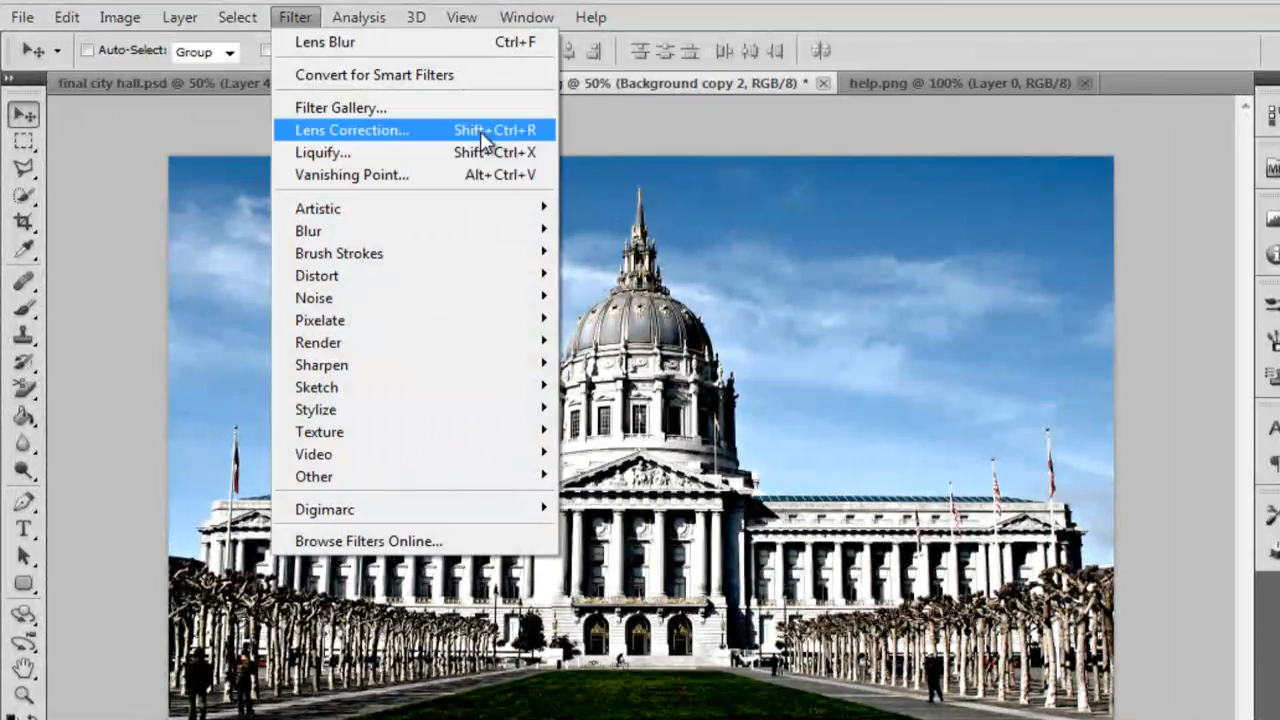 File Edit Image Layer Select Filter Analysis 3D View Window Help
Auto-Select: Group
final city hall.psd @ 50% (Layer 4 @ 50% (Background copy 2, RGB/8) * help.png @ 100% (Layer 0, RGB/8)
Lens Blur Ctrl+F
Convert for Smart Filters
Filter Gallery...
Lens Correction... Shift+Ctrl+R
Liquify... Shift+Ctrl+X
Vanishing Point... Alt+Ctrl+V
Artistic
Blur
Brush Strokes
Distort
Noise
Pixelate
Render
Sharpen
Sketch
Stylize
Texture
Video
Other
Digimarc
Browse Filters Online...